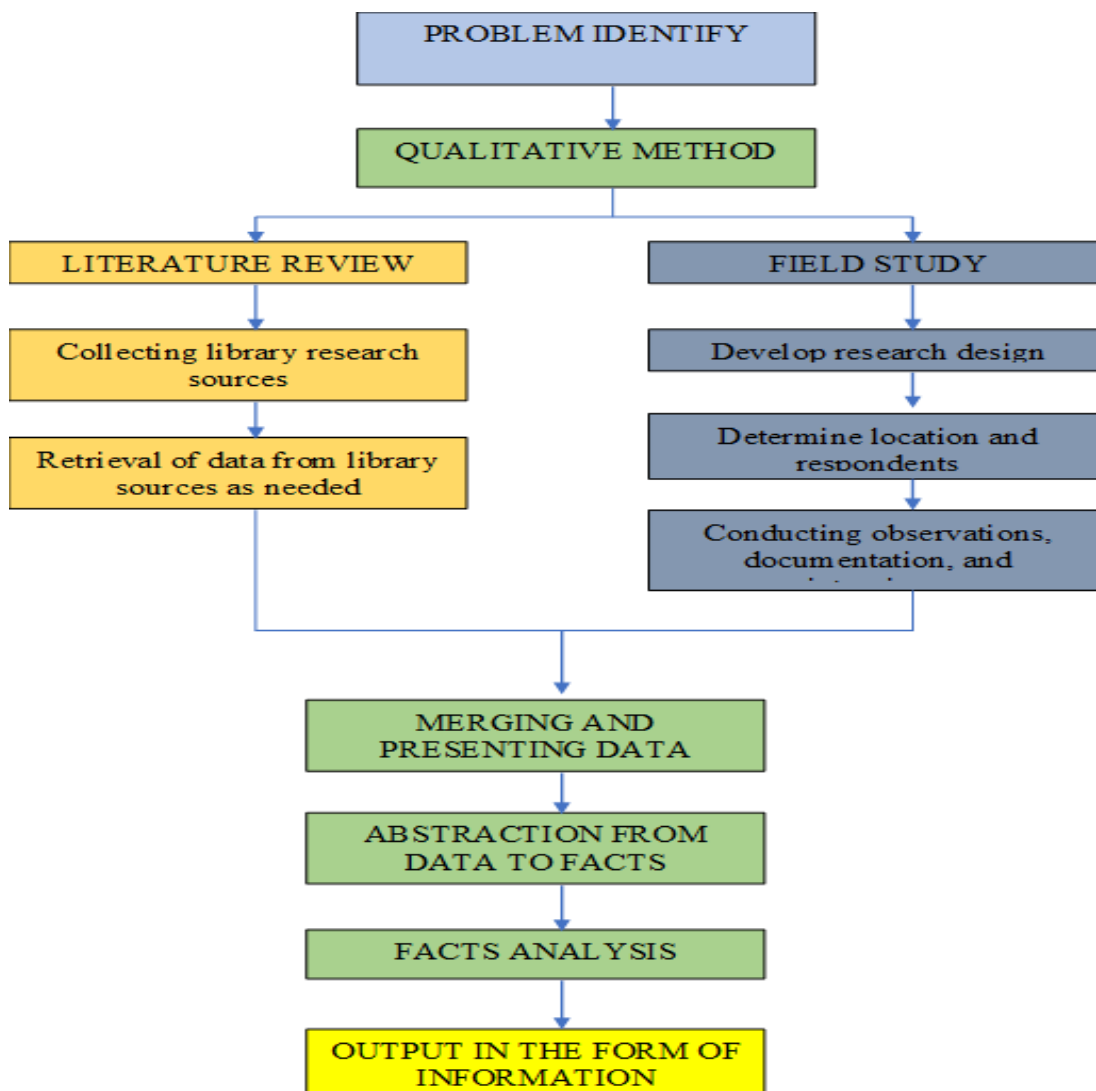 PROBLEM IDENTIFY
QUALITATIVE METHOD
LITERATURE REVIEW
Collecting library research
sources
Retrieval of data from library
sources as needed
FIELD STUDY
Develop research design
Determine location and
respondents
Conducting observations,
documentation, and
MERGING AND
PRESENTING DATA
ABSTRACTION FROM
DATA TO FACTS
FACTS ANALYSIS
OUTPUT IN THE FORM OF
INFORMATION